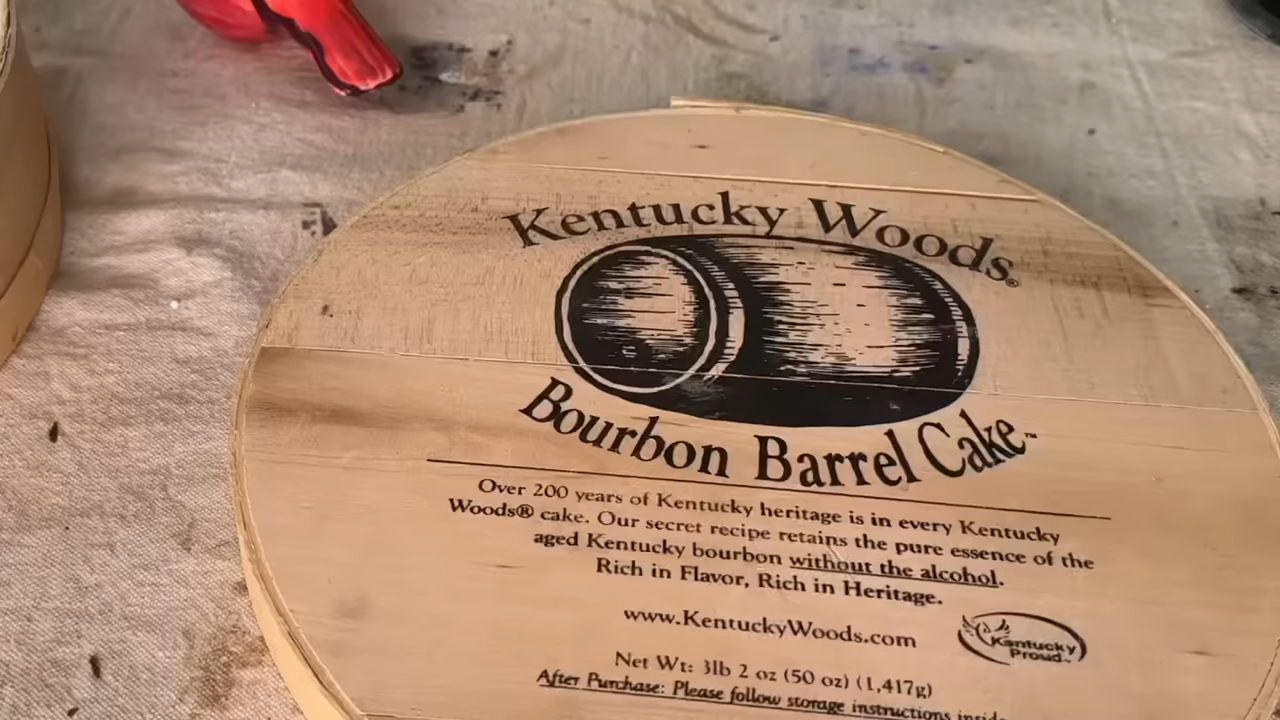 Kentucky Woods®
Bourbon Barrel Cake™
Over 200 years of Kentucky heritage is in every Kentucky
Woods® cake. Our secret recipe retains the pure essence of the
aged Kentucky bourbon without the alcohol.
Rich in Flavor, Rich in Heritage.
www.KentuckyWoods.com
Kentucky
Proud™
Net Wt: 3lb 2 oz (50 oz) (1,417g)
After Purchase: Please follow storage instructions inside